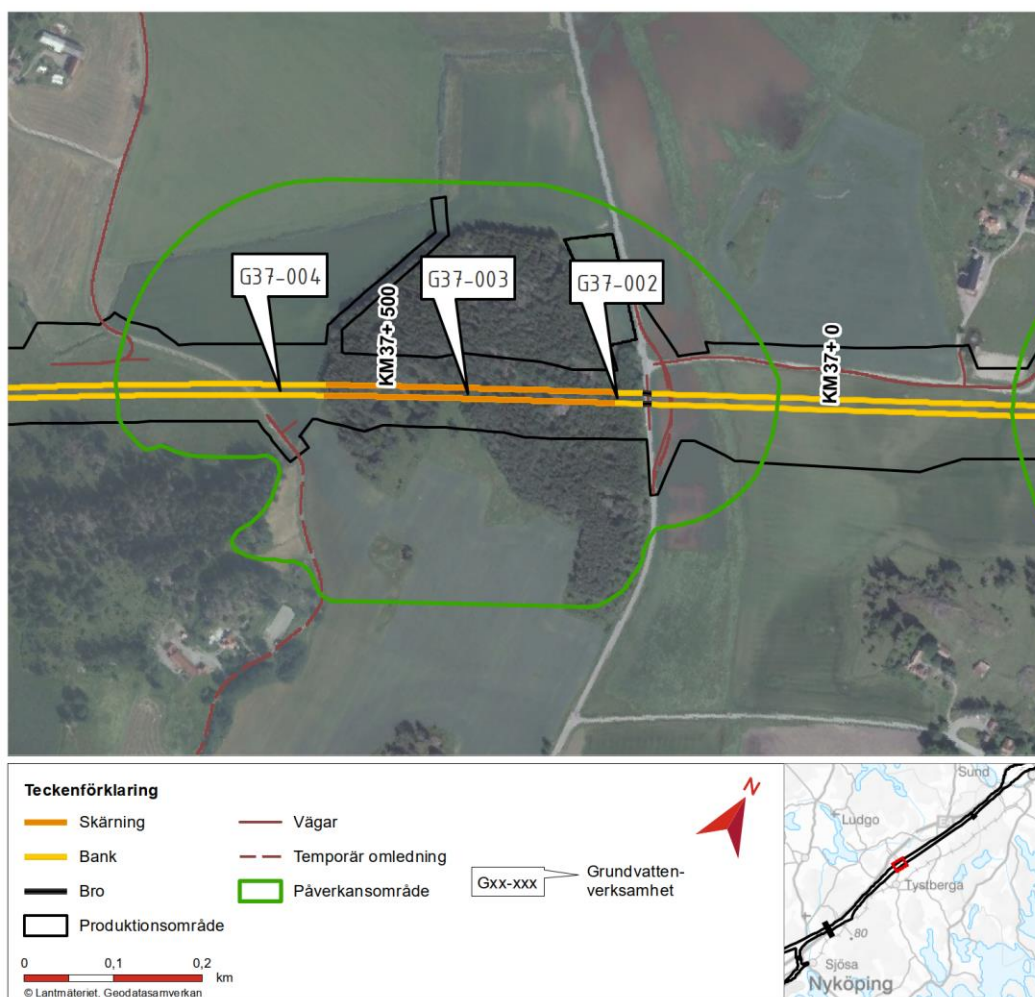 G37-004
G37-003
G37-002
KM37+ 500
KM37+ 0
Teckenförklaring
Skärning
Bank
Bro
Produktionsområde
Vägar
Temporär omledning
Påverkansområde
Gxx-xxx
Grundvatten-
verksamhet
N
0 0,1 0,2
km
© Lantmäteriet, Geodatasamverkan
Sund
Ludgo
Tystberga
80
Sjösa
Nyköping